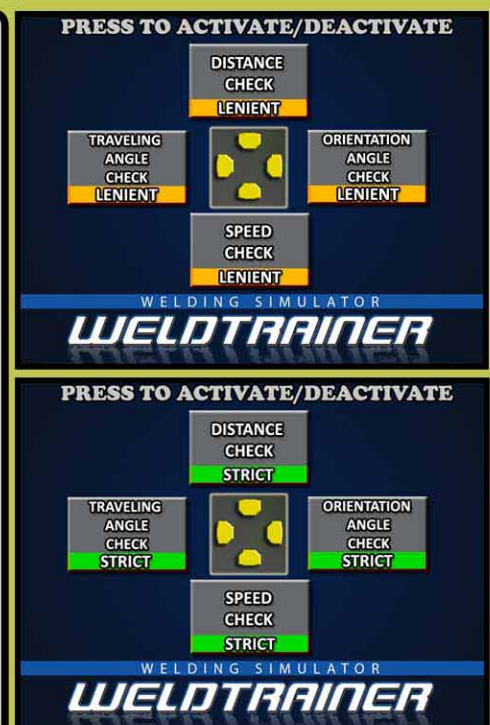 PRESS TO ACTIVATE/DEACTIVATE
DISTANCE
CHECK
LENIENT
TRAVELING
ANGLE
CHECK
LENIENT
ORIENTATION
ANGLE
CHECK
LENIENT
SPEED
CHECK
LENIENT
WELDING SIMULATOR
WELDTRAINER
PRESS TO ACTIVATE/DEACTIVATE
DISTANCE
CHECK
STRICT
TRAVELING
ANGLE
CHECK
STRICT
ORIENTATION
ANGLE
CHECK
STRICT
SPEED
CHECK
STRICT
WELDING SIMULATOR
WELDTRAINER